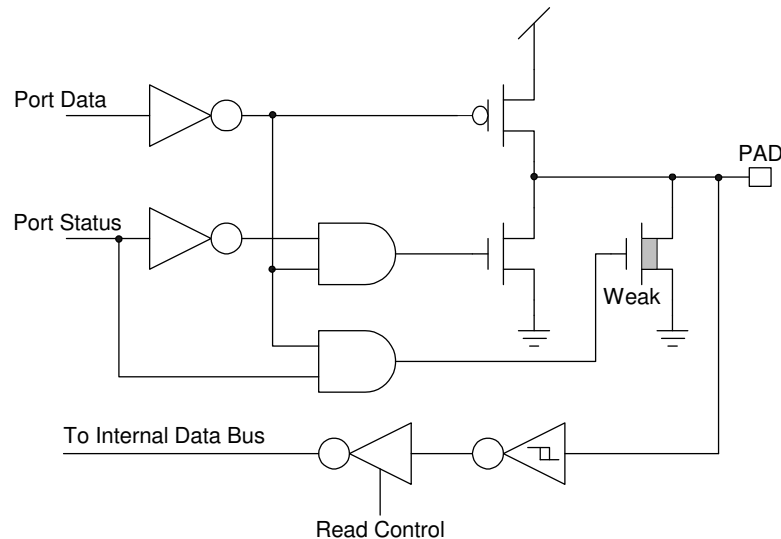 Port Data
PAD
Port Status
Weak
To Internal Data Bus
Read Control